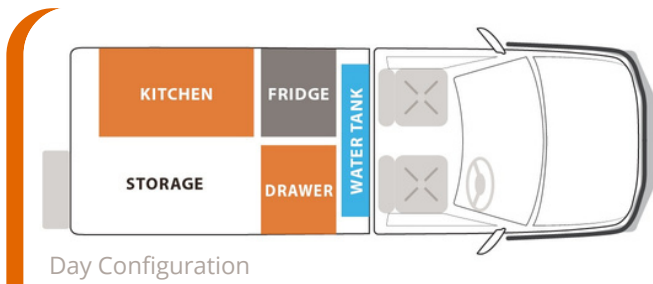 KITCHEN
FRIDGE
WATER TANK
STORAGE
DRAWER
Day Configuration